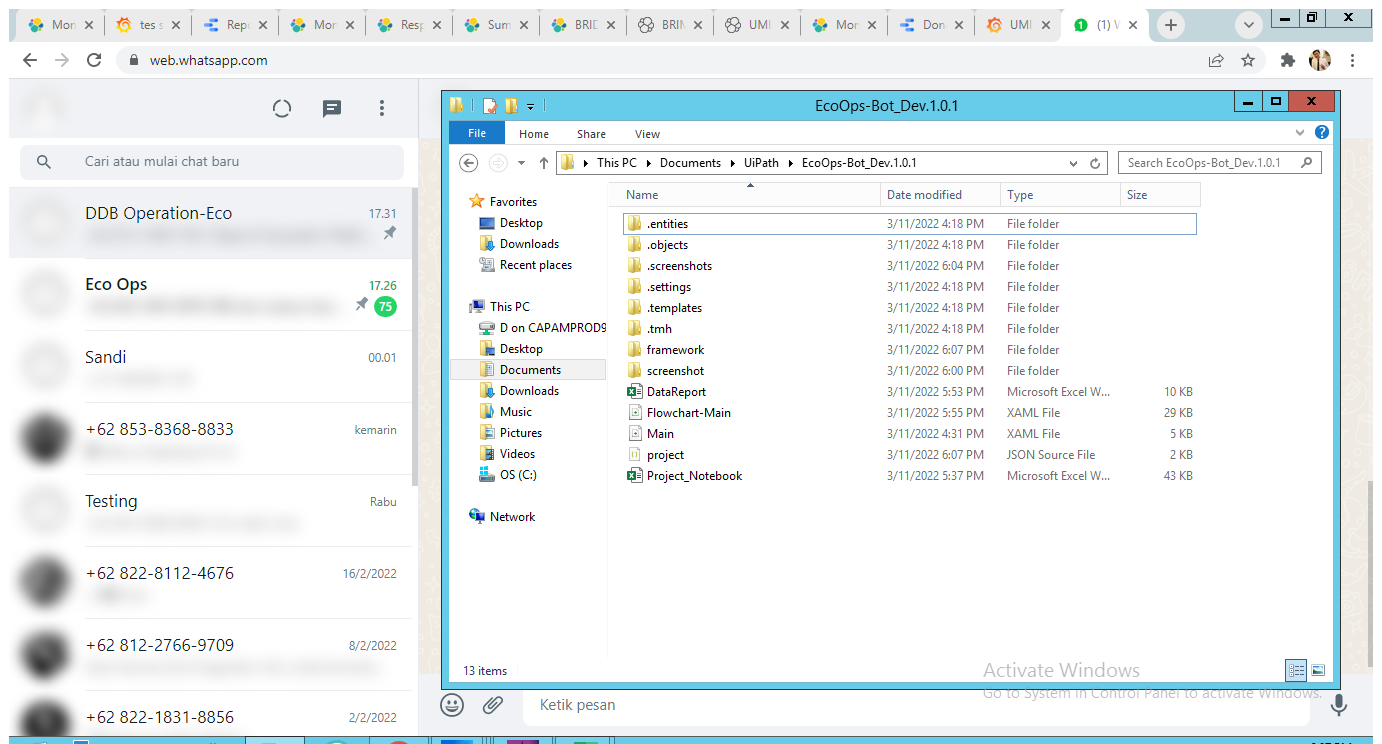 Mon tes s Repo Mor Resp Sum BRID BRIN UMI Mor Don UMI (1) W
web.whatsapp.com
Cari atau mulai chat baru
DDB Operation-Eco 17.31
Eco Ops 17.26
75
Sandi 00.01
+62 853-8368-8833 kemarin
Testing Rabu
+62 822-8112-4676 16/2/2022
+62 812-2766-9709 8/2/2022
+62 822-1831-8856 2/2/2022
EcoOps-Bot_Dev.1.0.1
File Home Share View
This PC Documents UiPath EcoOps-Bot_Dev.1.0.1 Search EcoOps-Bot_Dev.1.0.1
Favorites
Desktop
Downloads
Recent places
This PC
D on CAPAMPROD9
Desktop
Documents
Downloads
Music
Pictures
Videos
OS (C:)
Network
Name Date modified Type Size
.entities 3/11/2022 4:18 PM File folder
.objects 3/11/2022 4:18 PM File folder
.screenshots 3/11/2022 6:04 PM File folder
.settings 3/11/2022 4:18 PM File folder
.templates 3/11/2022 4:18 PM File folder
.tmh 3/11/2022 4:18 PM File folder
framework 3/11/2022 6:07 PM File folder
screenshot 3/11/2022 6:00 PM File folder
DataReport 3/11/2022 5:53 PM Microsoft Excel W... 10 KB
Flowchart-Main 3/11/2022 5:55 PM XAML File 29 KB
Main 3/11/2022 4:31 PM XAML File 5 KB
project 3/11/2022 6:07 PM JSON Source File 2 KB
Project_Notebook 3/11/2022 5:37 PM Microsoft Excel W... 43 KB
13 items
Activate Windows
Go to System in Control Panel to activate Windows.
Ketik pesan